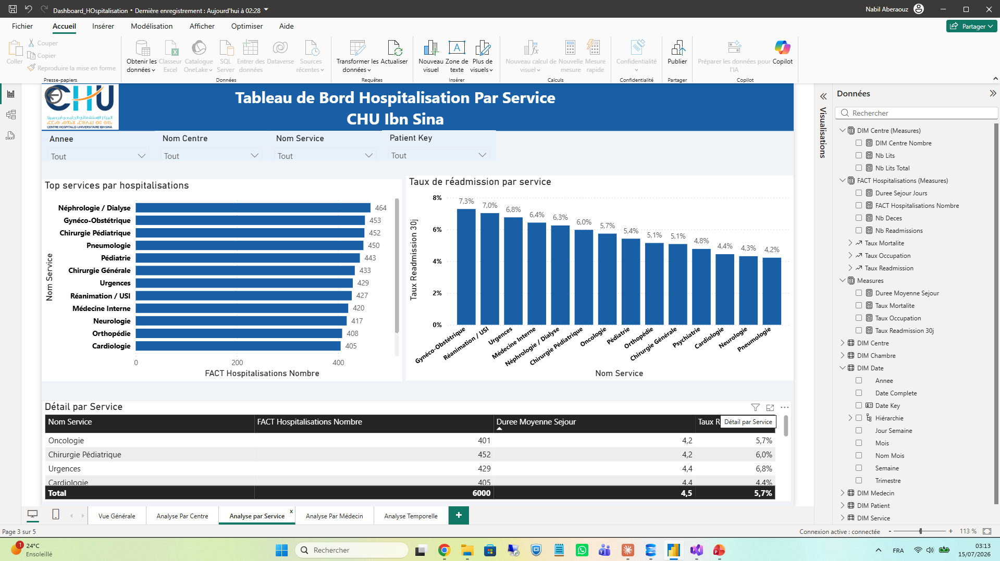 Dashboard_HOspitalisation • Dernière enregistrement : Aujourd'hui à 02:28
Nabil Aberaouz
Fichier Accueil Insérer Modélisation Afficher Optimiser Aide
Partager
Coller
Couper
Copier
Reproduire la mise en forme
Presse-papiers
Obtenir les données
Classeur Excel
Catalogue OneLake
SQL Server
Entrer des données
Dataverse
Sources récentes
Données
Transformer les données
Actualiser
Requêtes
Nouveau visuel
Zone de texte
Plus de visuels
Insérer
Nouveau calcul de visuel
Nouvelle mesure
Mesure rapide
Calculs
Confidentialité
Confidentialité
Publier
Partager
Préparer les données pour l'IA
Copilot
Copilot
CHU
المركز الإستشفائي الجامعي ابن سينا
CENTRE HOSPITALO-UNIVERSITAIRE IBN SINA
Tableau de Bord Hospitalisation Par Service
CHU Ibn Sina
Annee
Tout
Nom Centre
Tout
Nom Service
Tout
Patient Key
Tout
Top services par hospitalisations
Nom Service
Néphrologie / Dialyse 464
Gynéco-Obstétrique 453
Chirurgie Pédiatrique 452
Pneumologie 450
Pédiatrie 443
Chirurgie Générale 433
Urgences 429
Réanimation / USI 427
Médecine Interne 420
Neurologie 417
Orthopédie 408
Cardiologie 405
0 200 400
FACT Hospitalisations Nombre
Taux de réadmission par service
Taux Readmission 30j
8%
6%
4%
2%
0%
7,3% 7,0% 6,8% 6,4% 6,3% 6,0% 5,7% 5,4% 5,1% 5,1% 4,8% 4,4% 4,3% 4,2%
Gynéco-Obstétrique
Réanimation / USI
Urgences
Médecine Interne
Néphrologie / Dialyse
Chirurgie Pédiatrique
Oncologie
Pédiatrie
Orthopédie
Chirurgie Générale
Psychiatrie
Cardiologie
Neurologie
Pneumologie
Nom Service
Détail par Service
Nom Service FACT Hospitalisations Nombre Duree Moyenne Sejour Taux R
Détail par Service
Oncologie 401 4,2 5,7%
Chirurgie Pédiatrique 452 4,2 6,0%
Urgences 429 4,4 6,8%
Cardiologie 405 4,4 4,4%
Total 6000 4,5 5,7%
Visualisations
Données
Rechercher
DIM Centre (Measures)
DIM Centre Nombre
Nb Lits
Nb Lits Total
FACT Hospitalisations (Measures)
Duree Sejour Jours
FACT Hospitalisations Nombre
Nb Deces
Nb Readmissions
Taux Mortalite
Taux Occupation
Taux Readmission
Measures
Duree Moyenne Sejour
Taux Mortalite
Taux Occupation
Taux Readmission 30j
DIM Centre
DIM Chambre
DIM Date
Annee
Date Complete
Date Key
Hiérarchie
Jour Semaine
Mois
Nom Mois
Semaine
Trimestre
DIM Medecin
DIM Patient
DIM Service
Vue Générale
Analyse Par Centre
Analyse par Service x
Analyse Par Médecin
Analyse Temporelle
+
Page 3 sur 5
Connexion active : connectée
- + 113 %
1
24°C
Ensoleillé
Rechercher
FRA
03:13
15/07/2026